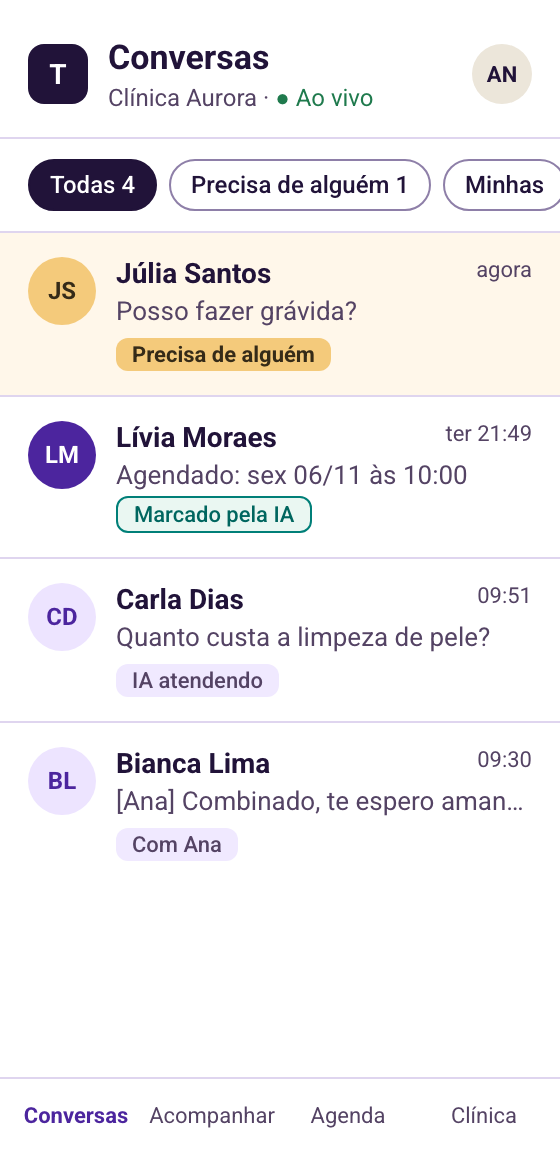 T
Conversas
Clínica Aurora · ● Ao vivo
AN
Todas 4
Precisa de alguém 1
Minhas
JS
Júlia Santos
agora
Posso fazer grávida?
Precisa de alguém
LM
Lívia Moraes
ter 21:49
Agendado: sex 06/11 às 10:00
Marcado pela IA
CD
Carla Dias
09:51
Quanto custa a limpeza de pele?
IA atendendo
BL
Bianca Lima
09:30
[Ana] Combinado, te espero aman…
Com Ana
Conversas
Acompanhar
Agenda
Clínica